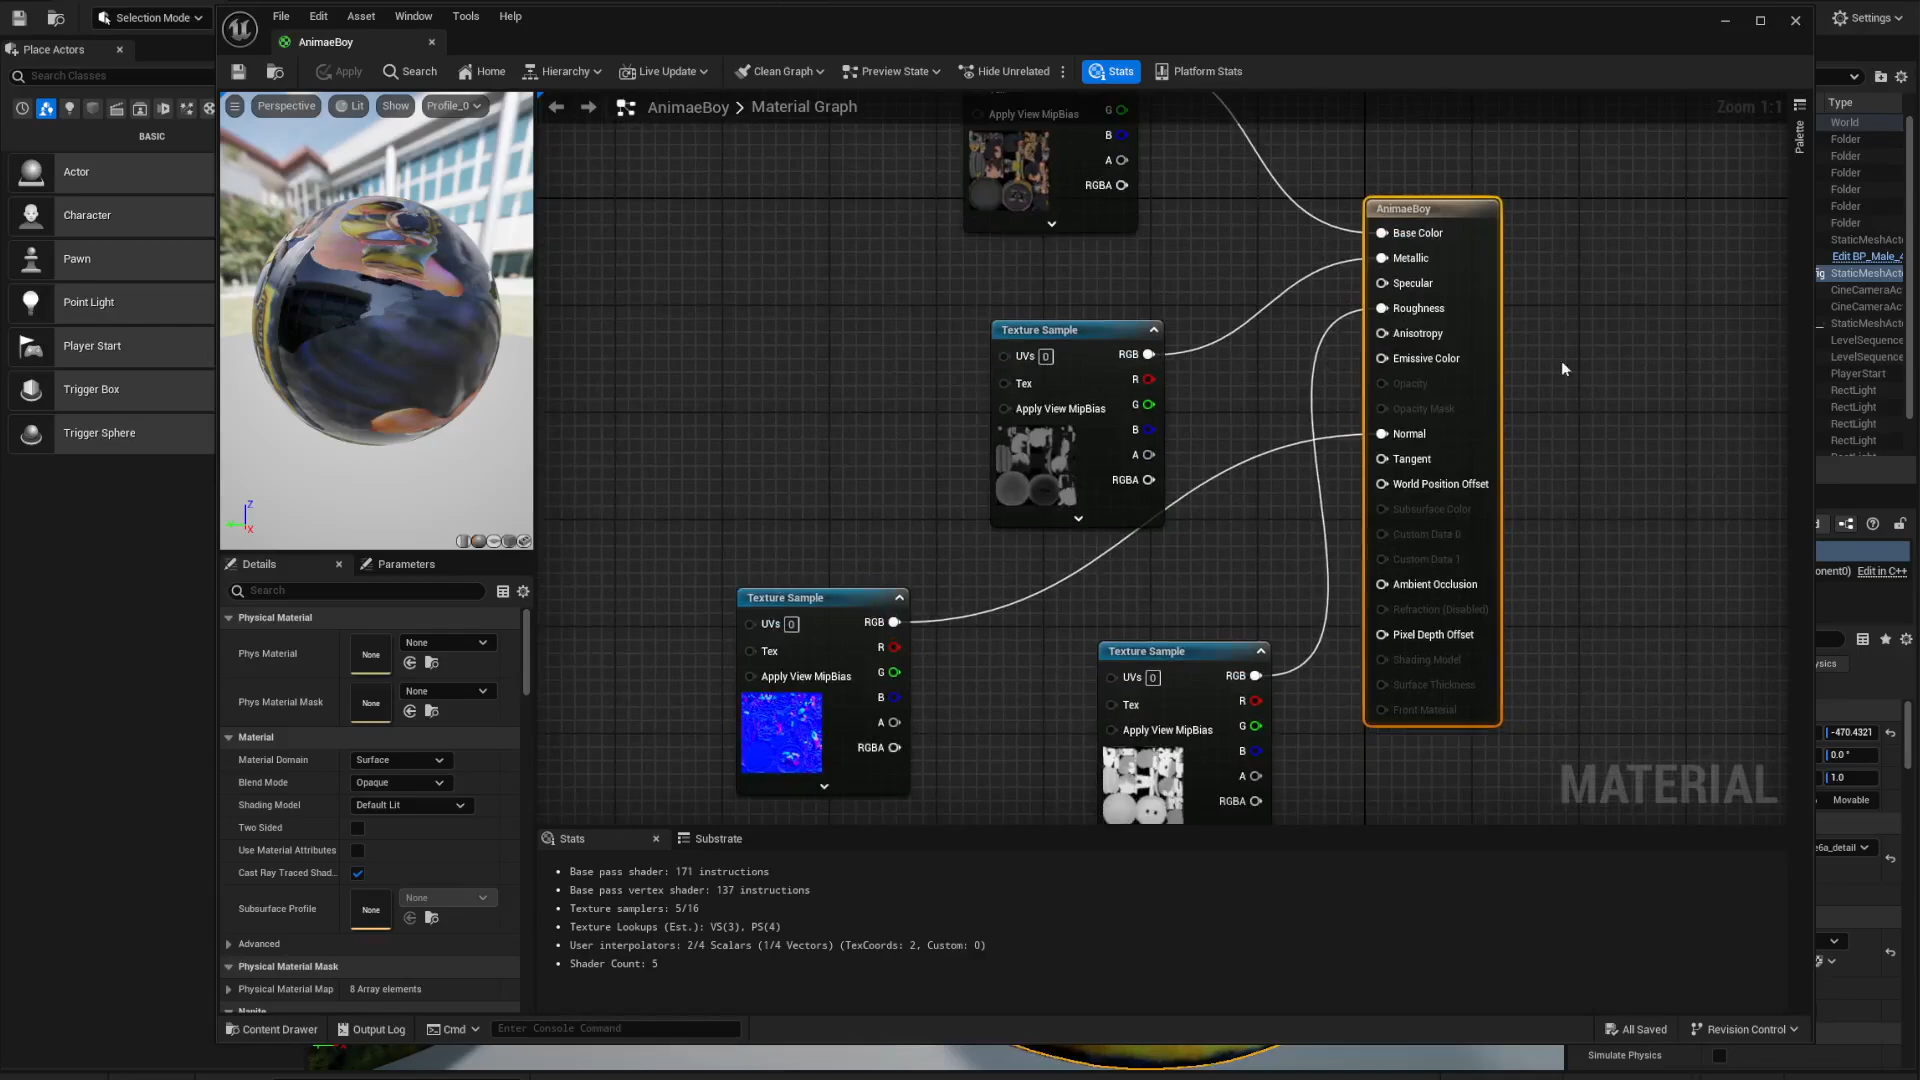 Selection Mode
File Edit Asset Window Tools Help
Settings
Place Actors
AnimaeBoy
Search Classes
Apply Search Home Hierarchy Live Update Clean Graph Preview State Hide Unrelated Stats Platform Stats
Perspective Lit Show Profile_0
AnimaeBoy > Material Graph
Zoom 1:1
Palette
BASIC
Actor
Character
Pawn
Point Light
Player Start
Trigger Box
Trigger Sphere
Z
X
Apply View MipBias
G
B
A
RGBA
Texture Sample
UVs 0 RGB
Tex R
Apply View MipBias G
B
A
RGBA
Texture Sample
UVs 0 RGB
Tex R
Apply View MipBias G
B
A
RGBA
Texture Sample
UVs 0 RGB
Tex R
Apply View MipBias G
B
A
RGBA
AnimaeBoy
Base Color
Metallic
Specular
Roughness
Anisotropy
Emissive Color
Opacity
Opacity Mask
Normal
Tangent
World Position Offset
Subsurface Color
Custom Data 0
Custom Data 1
Ambient Occlusion
Refraction (Disabled)
Pixel Depth Offset
Shading Model
Surface Thickness
Front Material
MATERIAL
Type
World
Folder
Folder
Folder
Folder
Folder
Folder
StaticMeshActo
Edit BP_Male_4
StaticMeshActo
CineCameraAc
CineCameraAc
StaticMeshActo
LevelSequence
LevelSequence
PlayerStart
RectLight
RectLight
RectLight
RectLight
onent0) Edit in C++
ysics
-470.4321
0.0 °
1.0
Movable
e6a_detail
Details Parameters
Search
Physical Material
Phys Material None None
Phys Material Mask None None
Material
Material Domain Surface
Blend Mode Opaque
Shading Model Default Lit
Two Sided
Use Material Attributes
Cast Ray Traced Shad...
Subsurface Profile None None
Advanced
Physical Material Mask
Physical Material Map 8 Array elements
Nanite
Stats Substrate
Base pass shader: 171 instructions
Base pass vertex shader: 137 instructions
Texture samplers: 5/16
Texture Lookups (Est.): VS(3), PS(4)
User interpolators: 2/4 Scalars (1/4 Vectors) (TexCoords: 2, Custom: 0)
Shader Count: 5
Content Drawer Output Log Cmd Enter Console Command All Saved Revision Control
Simulate Physics